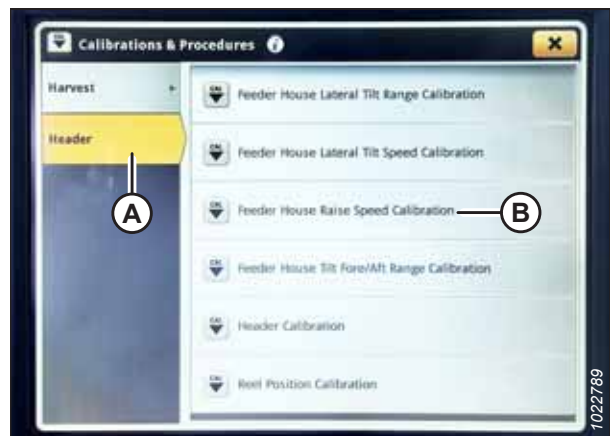 Calibrations & Procedures
Harvest
Header
Feeder House Lateral Tilt Range Calibration
Feeder House Lateral Tilt Speed Calibration
Feeder House Raise Speed Calibration
Feeder House Tilt Fore/Aft Range Calibration
Header Calibration
Reel Position Calibration
A
B
1022789